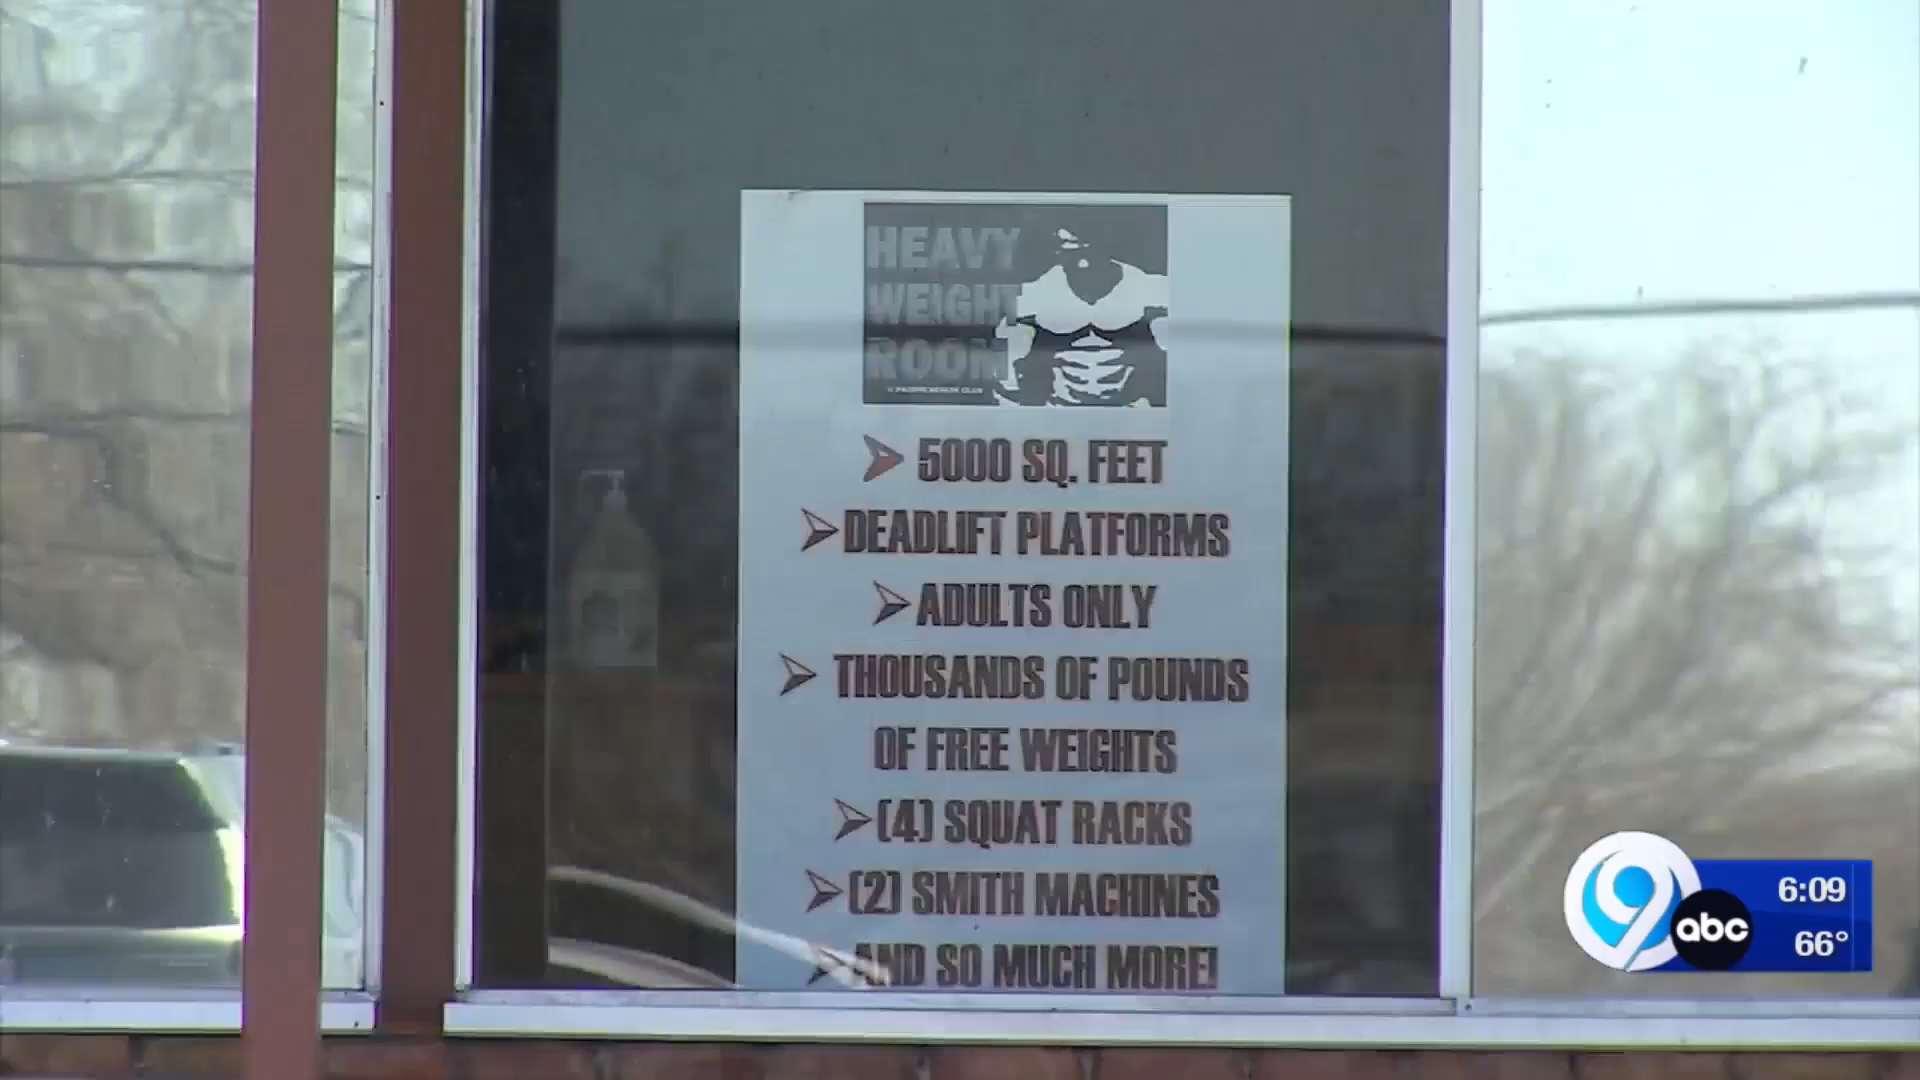 HEAVY
WEIGHT
ROOM
5000 SQ. FEET
DEADLIFT PLATFORMS
ADULTS ONLY
THOUSANDS OF POUNDS
OF FREE WEIGHTS
(4) SQUAT RACKS
(2) SMITH MACHINES
AND SO MUCH MORE!
9
abc
6:09
66°